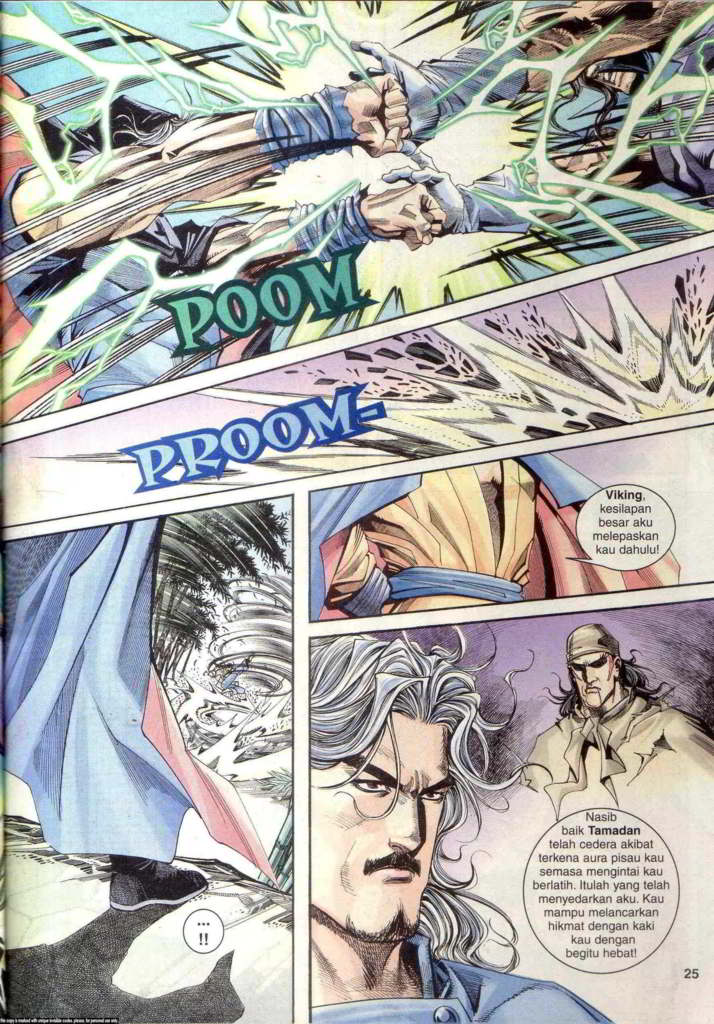 POOM
PROOM-
Viking,
kesilapan
besar aku
melepaskan
kau dahulu!
...
!!
Nasib
baik Tamadan
telah cedera akibat
terkena aura pisau kau
semasa mengintai kau
berlatih. Itulah yang telah
menyedarkan aku. Kau
mampu melancarkan
hikmat dengan kaki
kau dengan
begitu hebat!
25